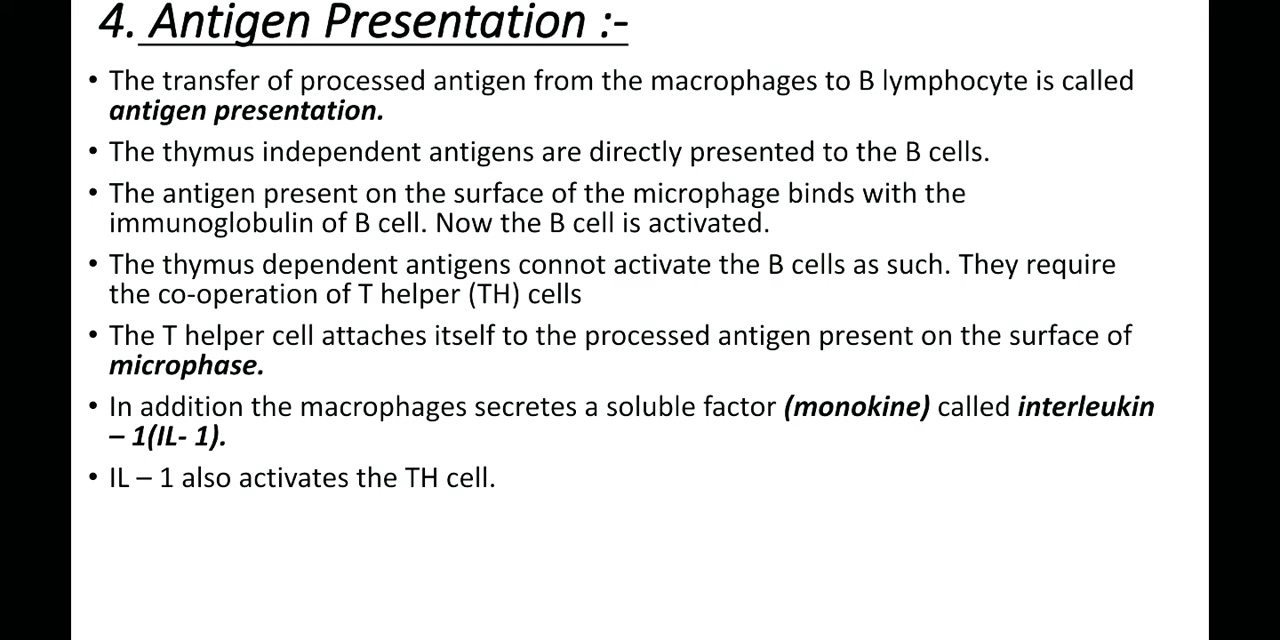 4. Antigen Presentation :-
• The transfer of processed antigen from the macrophages to B lymphocyte is called
antigen presentation.
• The thymus independent antigens are directly presented to the B cells.
• The antigen present on the surface of the microphage binds with the
immunoglobulin of B cell. Now the B cell is activated.
• The thymus dependent antigens connot activate the B cells as such. They require
the co-operation of T helper (TH) cells
• The T helper cell attaches itself to the processed antigen present on the surface of
microphase.
• In addition the macrophages secretes a soluble factor (monokine) called interleukin
– 1(IL- 1).
• IL – 1 also activates the TH cell.